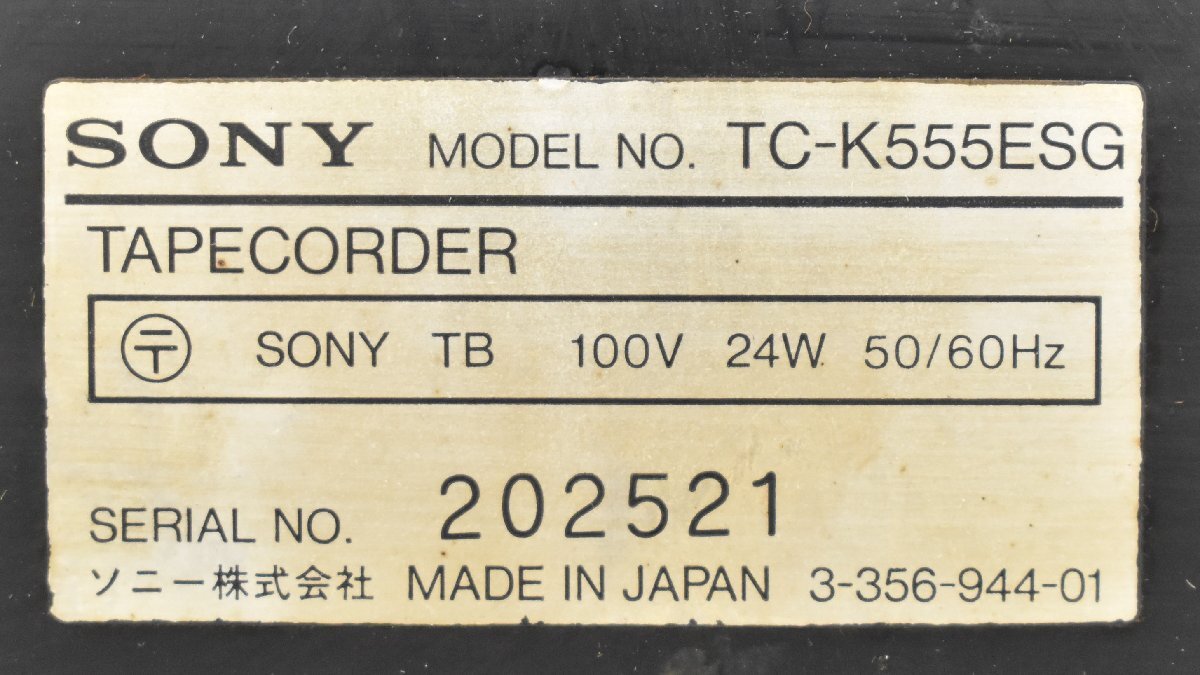 SONY MODEL NO. TC-K555ESG
TAPECORDER
〒 SONY TB 100V 24W 50/60Hz
SERIAL NO. 202521
ソニー株式会社 MADE IN JAPAN 3-356-944-01